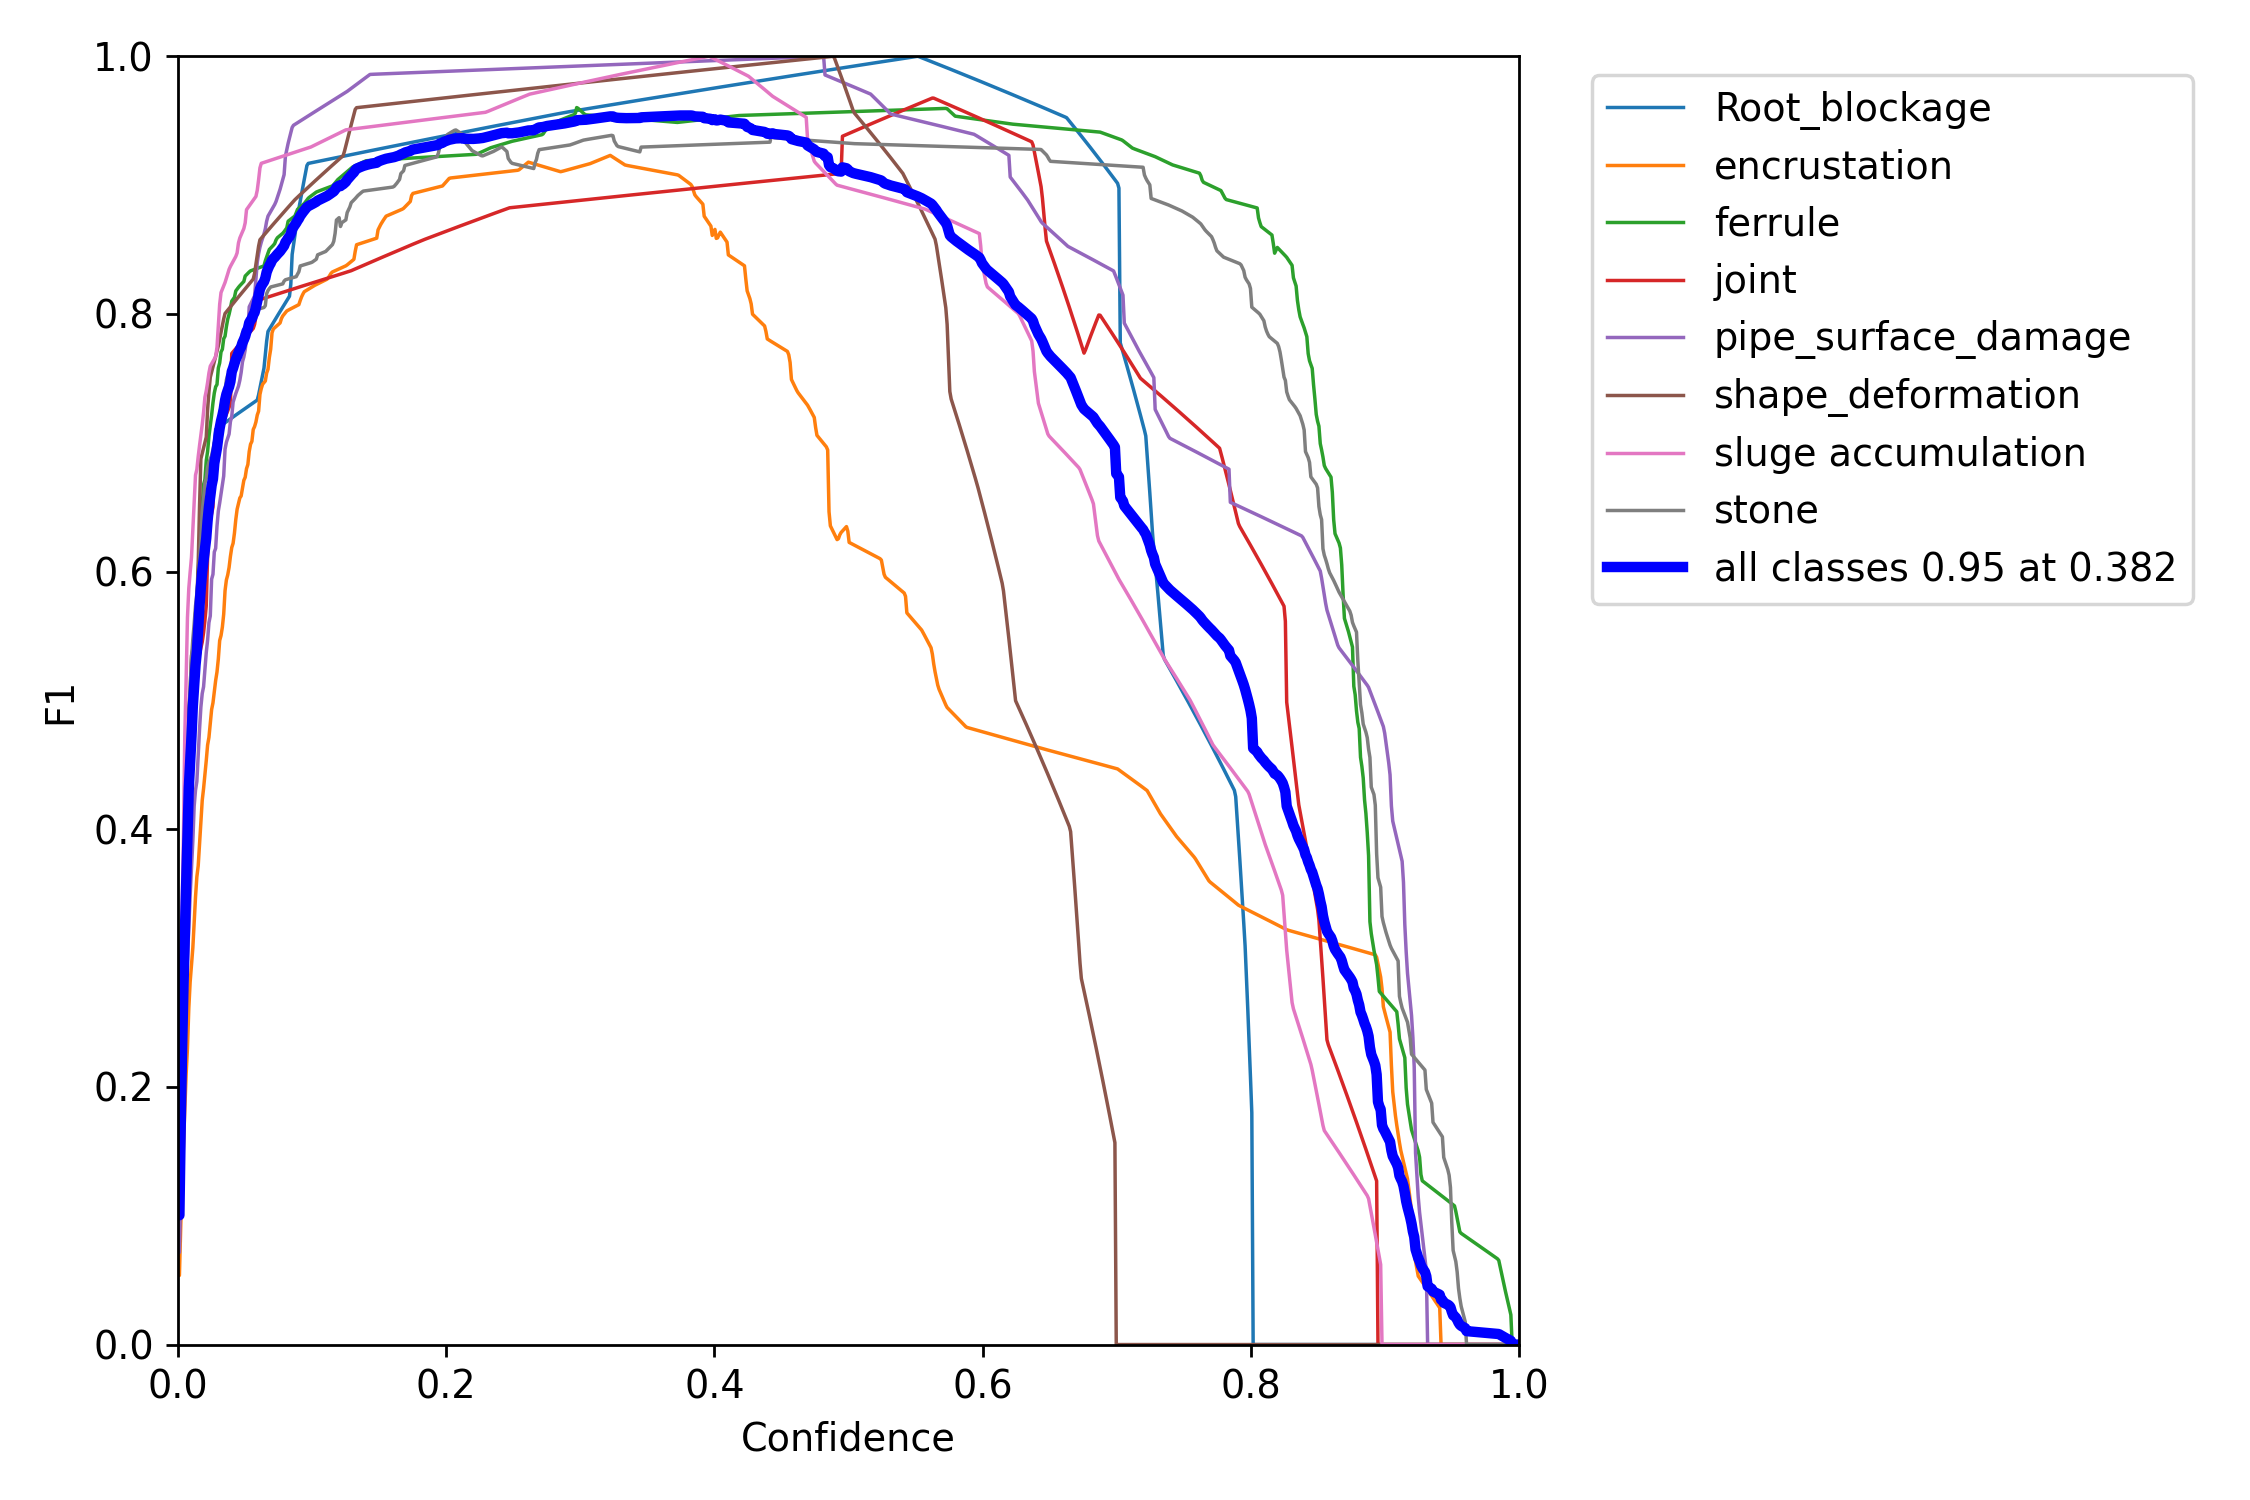 1.0
0.8
0.6
0.4
0.2
0.0
F1
0.0 0.2 0.4 0.6 0.8 1.0
Confidence
Root_blockage
encrustation
ferrule
joint
pipe_surface_damage
shape_deformation
sluge accumulation
stone
all classes 0.95 at 0.382